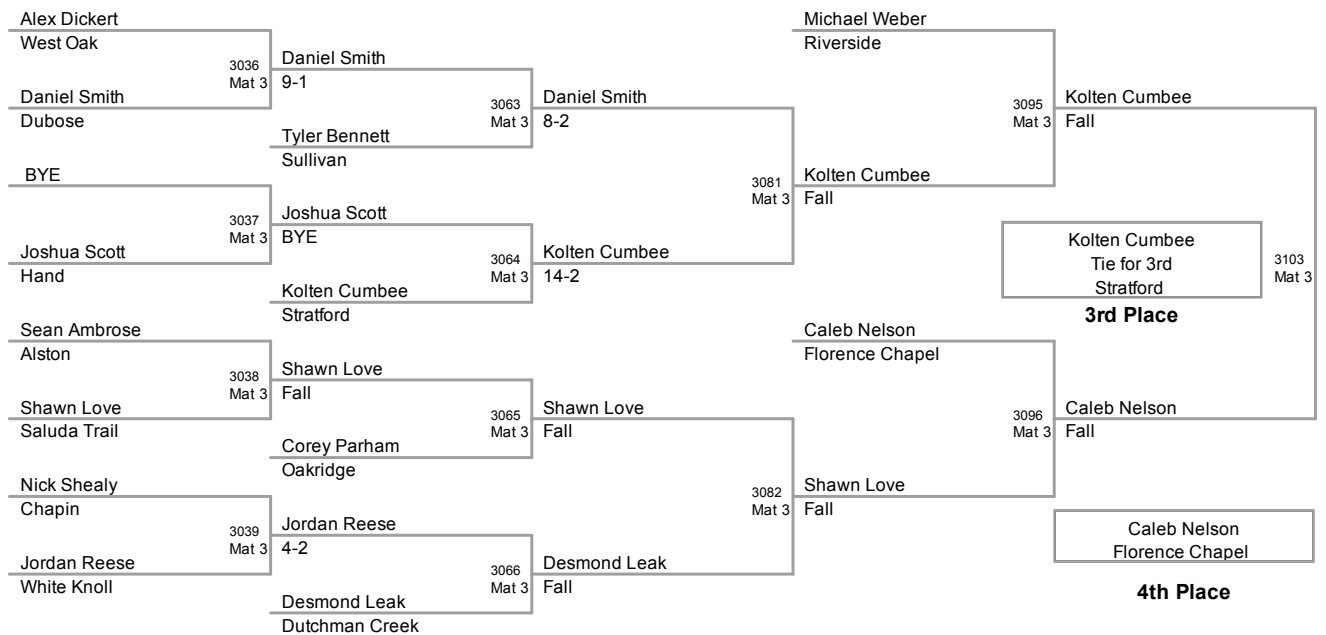 Alex Dickert
West Oak
3036
Mat 3
Daniel Smith
9-1
Daniel Smith
Dubose
3063
Mat 3
Daniel Smith
8-2
Tyler Bennett
Sullivan
BYE
3037
Mat 3
Joshua Scott
BYE
Joshua Scott
Hand
3064
Mat 3
Kolten Cumbee
14-2
Kolten Cumbee
Stratford
3081
Mat 3
Kolten Cumbee
Fall
Michael Weber
Riverside
3095
Mat 3
Kolten Cumbee
Fall
Kolten Cumbee
Tie for 3rd
Stratford
3rd Place
3103
Mat 3
Sean Ambrose
Alston
3038
Mat 3
Shawn Love
Fall
Shawn Love
Saluda Trail
3065
Mat 3
Shawn Love
Fall
Corey Parham
Oakridge
Nick Shealy
Chapin
3039
Mat 3
Jordan Reese
4-2
Jordan Reese
White Knoll
3066
Mat 3
Desmond Leak
Fall
Desmond Leak
Dutchman Creek
3082
Mat 3
Shawn Love
Fall
Caleb Nelson
Florence Chapel
3096
Mat 3
Caleb Nelson
Fall
Caleb Nelson
Florence Chapel
4th Place